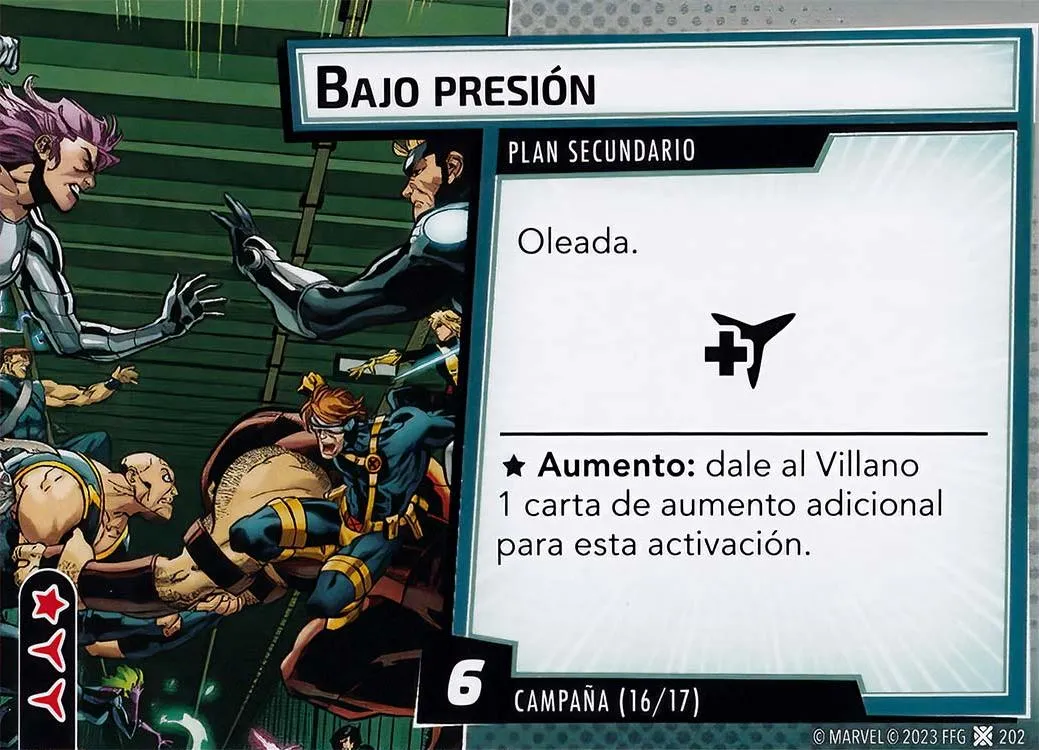 BAJO PRESIÓN
PLAN SECUNDARIO
Oleada.
★ Aumento: dale al Villano
1 carta de aumento adicional
para esta activación.
6
CAMPAÑA (16/17)
© MARVEL © 2023 FFG 202